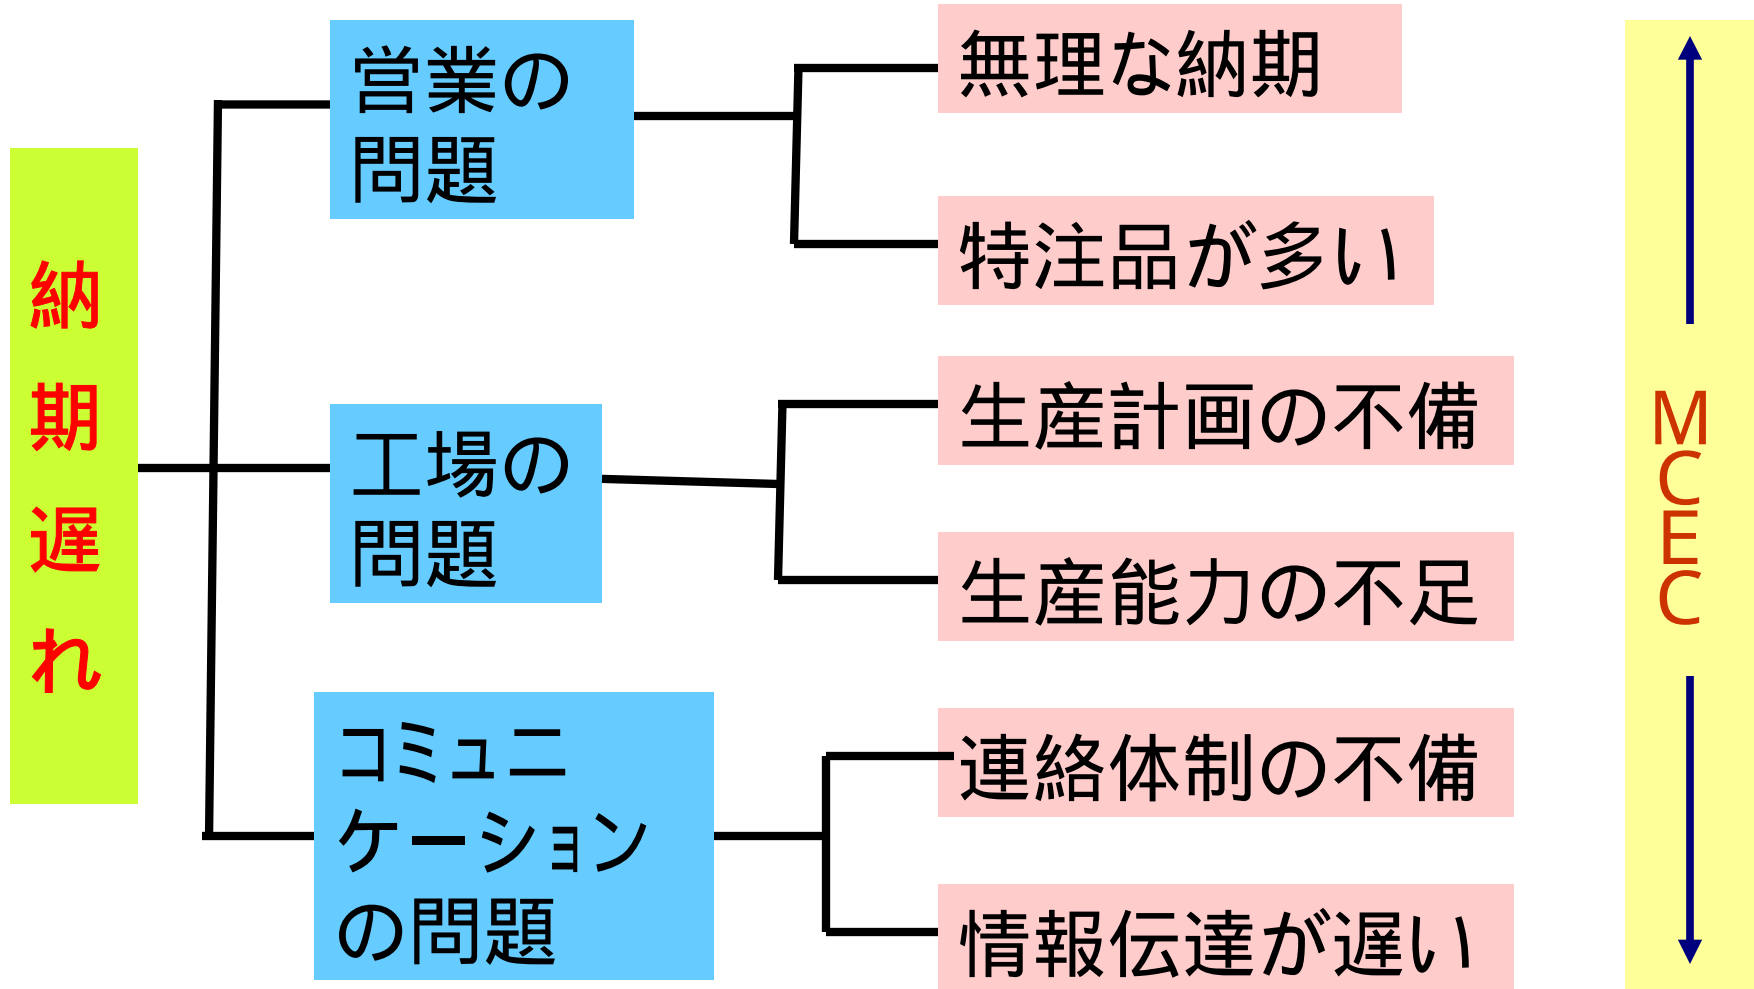 納
期
遅
れ
営業の
問題
無理な納期
特注品が多い
工場の
問題
生産計画の不備
生産能力の不足
コミュニ
ケーション
の問題
連絡体制の不備
情報伝達が遅い
M
C
E
C